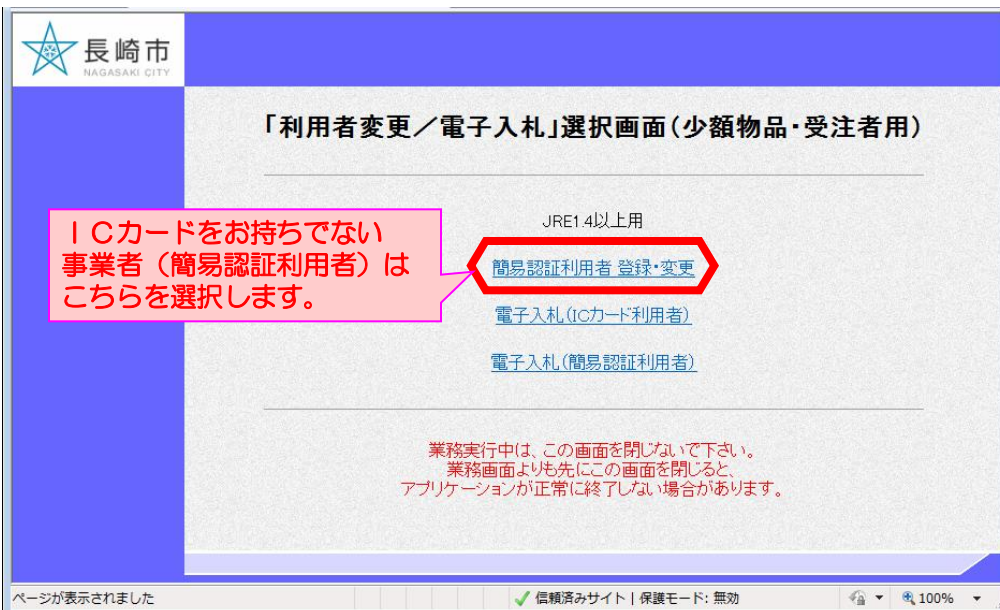 長崎市
NAGASAKI CITY
「利用者変更／電子入札」選択画面(少額物品・受注者用)
ＩＣカードをお持ちでない
事業者（簡易認証利用者）は
こちらを選択します。
JRE1.4以上用
簡易認証利用者 登録・変更
電子入札(ICカード利用者)
電子入札(簡易認証利用者)
業務実行中は、この画面を閉じないで下さい。
業務画面よりも先にこの画面を閉じると、
アプリケーションが正常に終了しない場合があります。
ページが表示されました
信頼済みサイト | 保護モード: 無効
100%